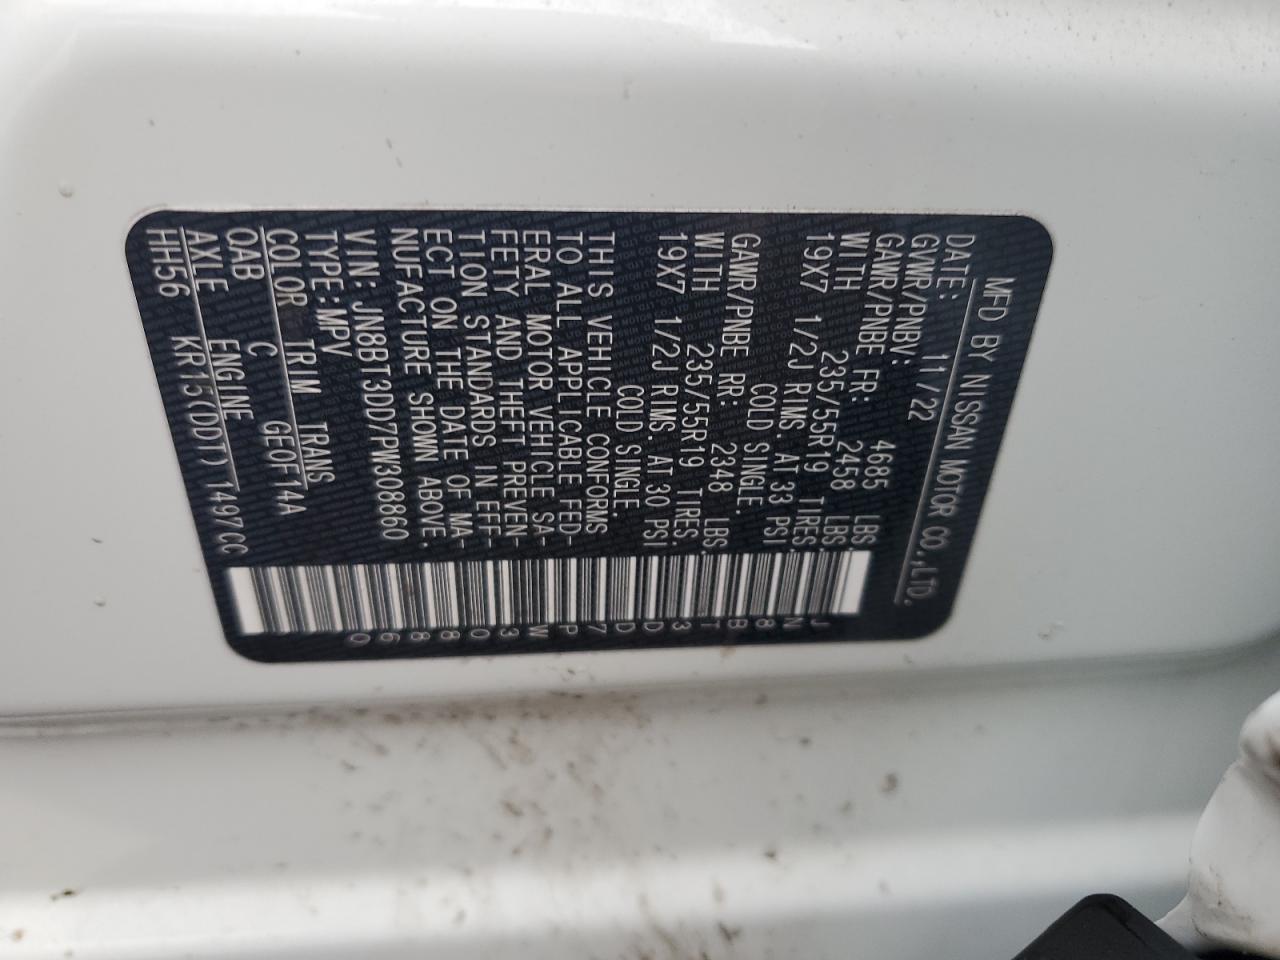 MFD BY NISSAN MOTOR CO.,LTD.
DATE: 11/22
GVWR/PNBV: 4685 LBS.
GAWR/PNBE FR: 2458 LBS.
WITH 235/55R19 TIRES,
19X7 1/2J RIMS. AT 33 PSI
COLD SINGLE.
GAWR/PNBE RR: 2348 LBS.
WITH 235/55R19 TIRES,
19X7 1/2J RIMS. AT 30 PSI
COLD SINGLE.
THIS VEHICLE CONFORMS
TO ALL APPLICABLE FED-
ERAL MOTOR VEHICLE SA-
FETY AND THEFT PREVEN-
TION STANDARDS IN EFF-
ECT ON THE DATE OF MA-
NUFACTURE SHOWN ABOVE.
VIN: JN8BT3DD7PW308860
TYPE:MPV
COLOR TRIM TRANS
QAB C GEOF14A
AXLE ENGINE
HH56 KR15(DDT) 1497CC
JN8BT3DD7PW308860